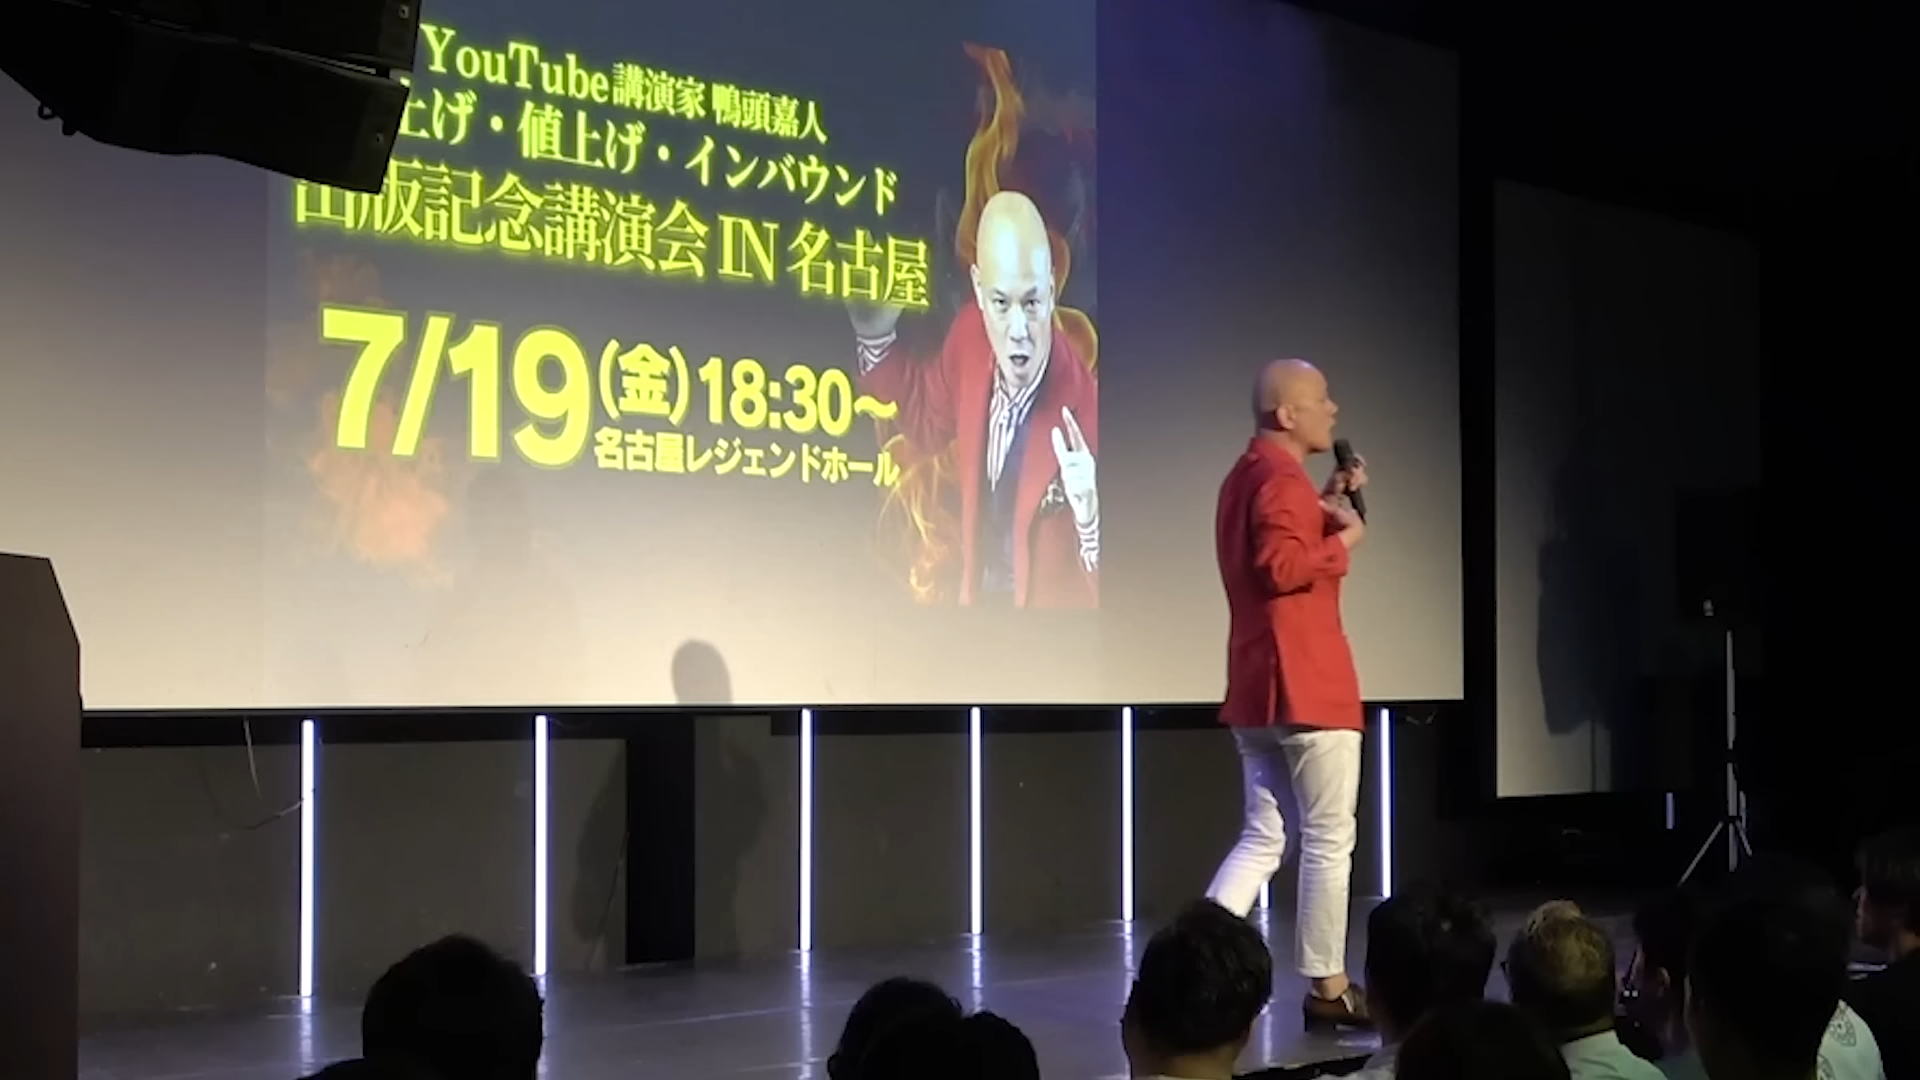 YouTube講演家 鴨頭嘉人
上げ・値上げ・インバウンド
出版記念講演会 IN 名古屋
7/19(金)18:30〜
名古屋レジェンドホール